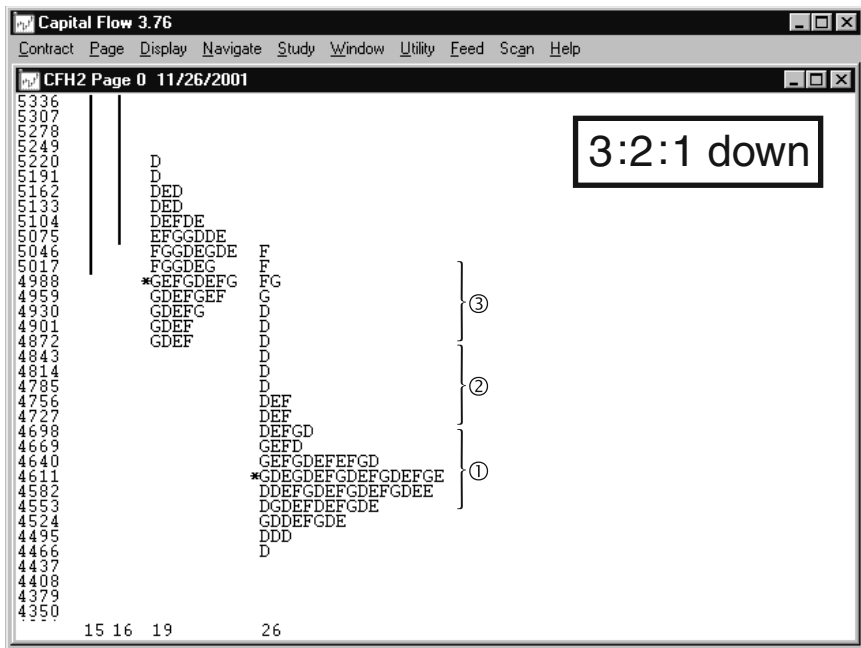 Capital Flow 3.76
Contract Page Display Navigate Study Window Utility Feed Scan Help
CFH2 Page 0 11/26/2001
3:2:1 down
5336
5307
5278
5249
5220 D
5191 D
5162 DED
5133 DED
5104 DEFDE
5075 EFGGDDE
5046 FGGDEGDE F
5017 FGGDEG F
4988 *GEFGDEFG FG
4959 GDEFGEF G
4930 GDEFG D
③
4901 GDEF D
4872 GDEF D
4843 D
4814 D
4785 D
②
4756 DEF
4727 DEF
4698 DEFGD
4669 GEFD
4640 GEFGDEFEFGD
4611 *GDEGDEFGDEFGDEFGE
①
4582 DDEFGDEFGDEFGDEE
4553 DGDEFDEFGDE
4524 GDDEFGDE
4495 DDD
4466 D
4437
4408
4379
4350
15 16 19 26